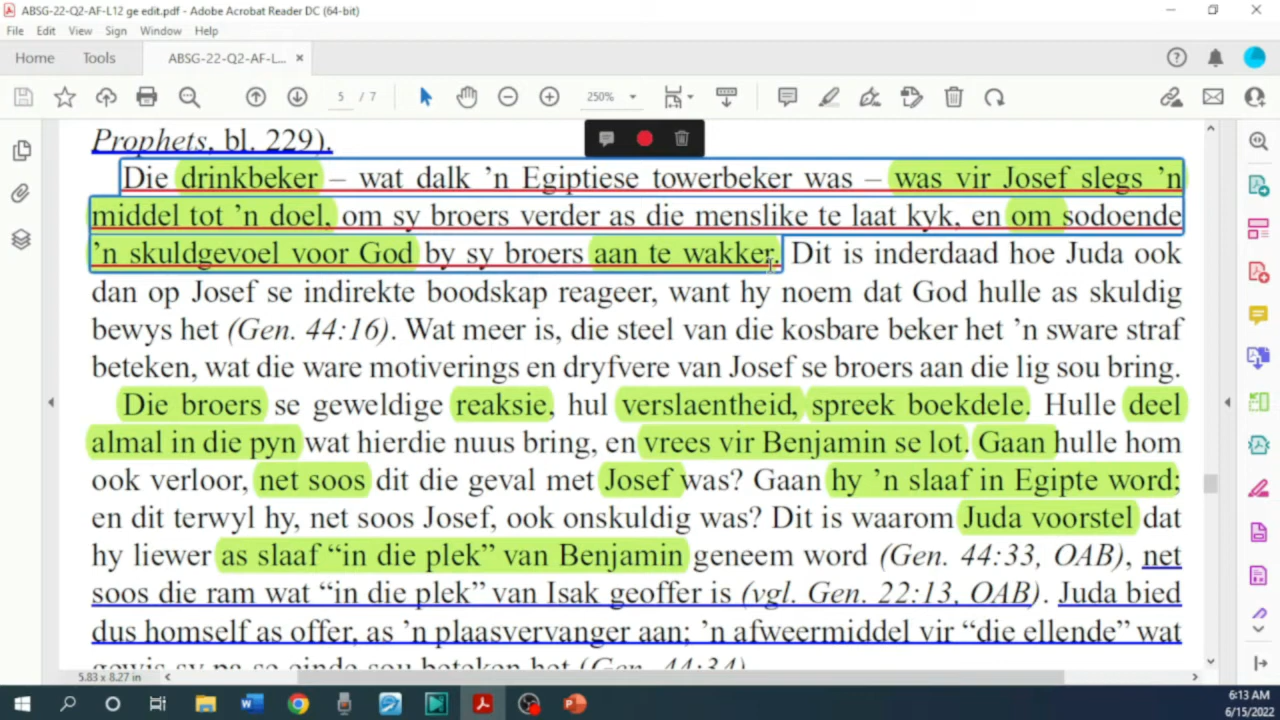 ABSG-22-Q2-AF-L12 ge edit.pdf - Adobe Acrobat Reader DC (64-bit)
File Edit View Sign Window Help
Home Tools ABSG-22-Q2-AF-L... ×
5 / 7 250%
Prophets, bl. 229).
Die drinkbeker – wat dalk ’n Egiptiese towerbeker was – was vir Josef slegs ’n
middel tot ’n doel, om sy broers verder as die menslike te laat kyk, en om sodoende
’n skuldgevoel voor God by sy broers aan te wakker. Dit is inderdaad hoe Juda ook
dan op Josef se indirekte boodskap reageer, want hy noem dat God hulle as skuldig
bewys het (Gen. 44:16). Wat meer is, die steel van die kosbare beker het ’n sware straf
beteken, wat die ware motiverings en dryfvere van Josef se broers aan die lig sou bring.
Die broers se geweldige reaksie, hul verslaentheid, spreek boekdele. Hulle deel
almal in die pyn wat hierdie nuus bring, en vrees vir Benjamin se lot. Gaan hulle hom
ook verloor, net soos dit die geval met Josef was? Gaan hy ’n slaaf in Egipte word;
en dit terwyl hy, net soos Josef, ook onskuldig was? Dit is waarom Juda voorstel dat
hy liewer as slaaf “in die plek” van Benjamin geneem word (Gen. 44:33, OAB), net
soos die ram wat “in die plek” van Isak geoffer is (vgl. Gen. 22:13, OAB). Juda bied
dus homself as offer, as ’n plaasvervanger aan; ’n afweermiddel vir “die ellende” wat
gewis sy pa se einde sou beteken het (Gen. 44:34).
5.83 x 8.27 in
6:13 AM
6/15/2022